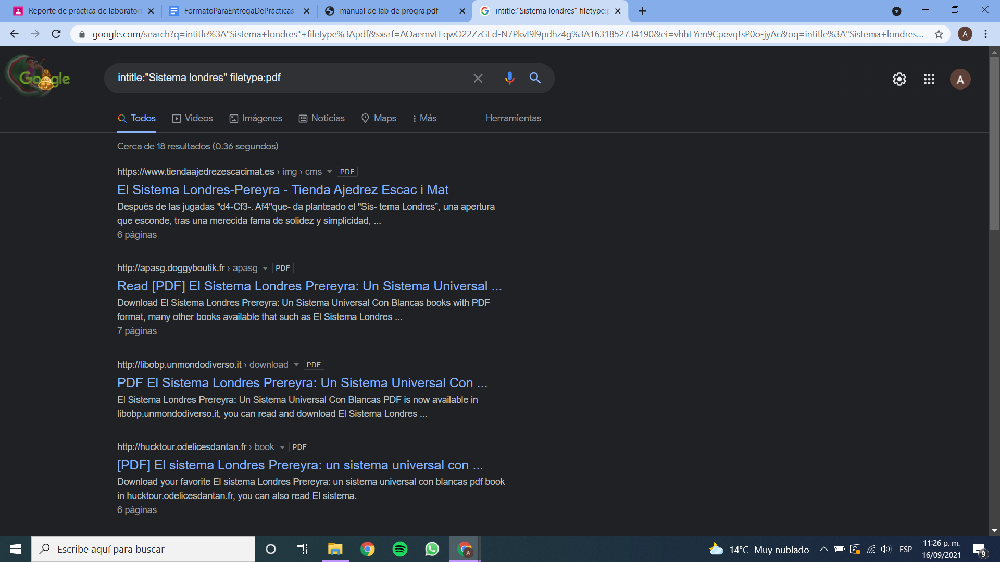 Reporte de práctica de laboratori
FormatoParaEntregaDePrácticas
manual de lab de progra.pdf
intitle:"Sistema londres" filetype:p
google.com/search?q=intitle%3A"Sistema+londres"+filetype%3Apdf&sxsrf=AOaemvLEqwO22ZzGEd-N7PkvI9l9pdhz4g%3A1631852734190&ei=vhhEYen9CpevqtsP0o-jyAc&oq=intitle%3A"Sistema+londres...
A
Google
intitle:"Sistema londres" filetype:pdf
A
Todos
Videos
Imágenes
Noticias
Maps
Más
Herramientas
Cerca de 18 resultados (0.36 segundos)
https://www.tiendaajedrezescacimat.es › img › cms PDF
El Sistema Londres-Pereyra - Tienda Ajedrez Escac i Mat
Después de las jugadas "d4-Cf3-. Af4"que- da planteado el "Sis- tema Londres”, una apertura
que esconde, tras una merecida fama de solidez y simplicidad, ...
6 páginas
http://apasg.doggyboutik.fr › apasg PDF
Read [PDF] El Sistema Londres Prereyra: Un Sistema Universal ...
Download El Sistema Londres Prereyra: Un Sistema Universal Con Blancas books with PDF
format, many other books available that such as El Sistema Londres ...
7 páginas
http://libobp.unmondodiverso.it › download PDF
PDF El Sistema Londres Prereyra: Un Sistema Universal Con ...
El Sistema Londres Prereyra: Un Sistema Universal Con Blancas PDF is now available in
libobp.unmondodiverso.it, you can read and download El Sistema Londres ...
http://hucktour.odelicesdantan.fr › book PDF
[PDF] El sistema Londres Prereyra: un sistema universal con ...
Download your favorite El sistema Londres Prereyra: un sistema universal con blancas pdf book
in hucktour.odelicesdantan.fr, you can also read El sistema.
6 páginas
Escribe aquí para buscar
A
14°C Muy nublado
ESP
11:26 p. m.
16/09/2021
9